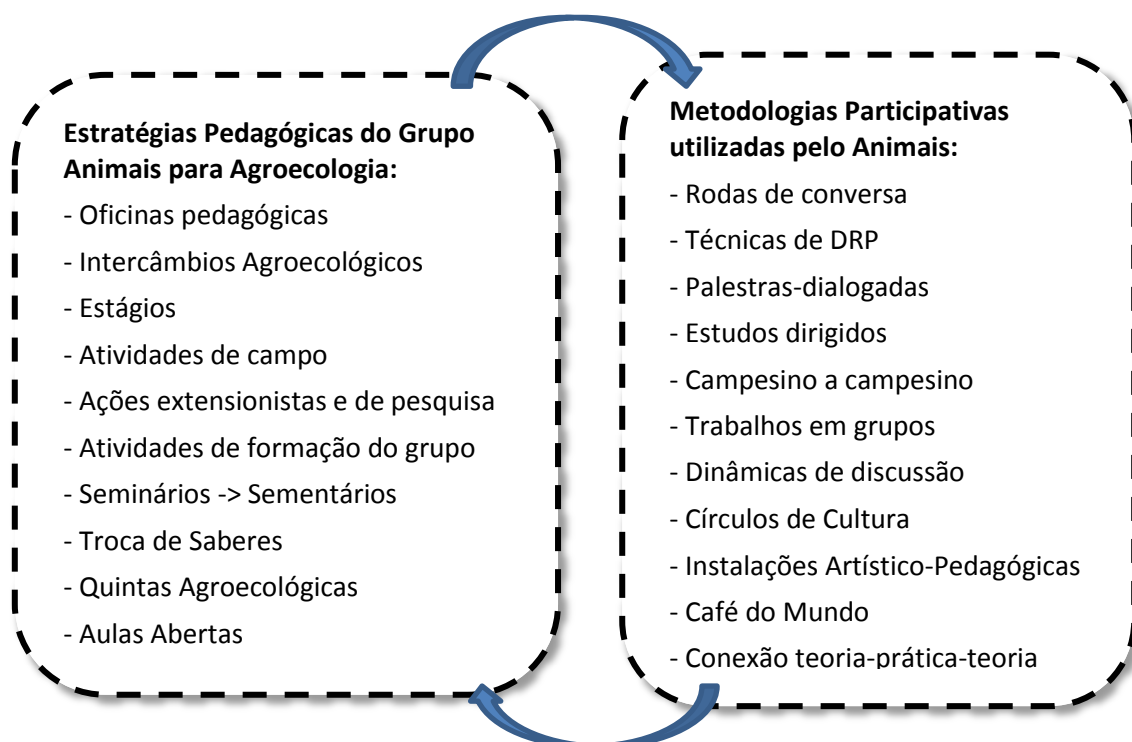 Estratégias Pedagógicas do Grupo
Animais para Agroecologia:
- Oficinas pedagógicas
- Intercâmbios Agroecológicos
- Estágios
- Atividades de campo
- Ações extensionistas e de pesquisa
- Atividades de formação do grupo
- Seminários -> Sementários
- Troca de Saberes
- Quintas Agroecológicas
- Aulas Abertas
Metodologias Participativas
utilizadas pelo Animais:
- Rodas de conversa
- Técnicas de DRP
- Palestras-dialogadas
- Estudos dirigidos
- Campesino a campesino
- Trabalhos em grupos
- Dinâmicas de discussão
- Círculos de Cultura
- Instalações Artístico-Pedagógicas
- Café do Mundo
- Conexão teoria-prática-teoria